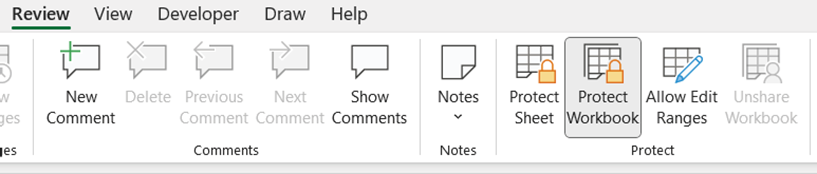 Review View Developer Draw Help
New Comment
Delete
Previous Comment
Next Comment
Show Comments
Notes
Protect Sheet
Protect Workbook
Allow Edit Ranges
Unshare Workbook
Comments
Notes
Protect